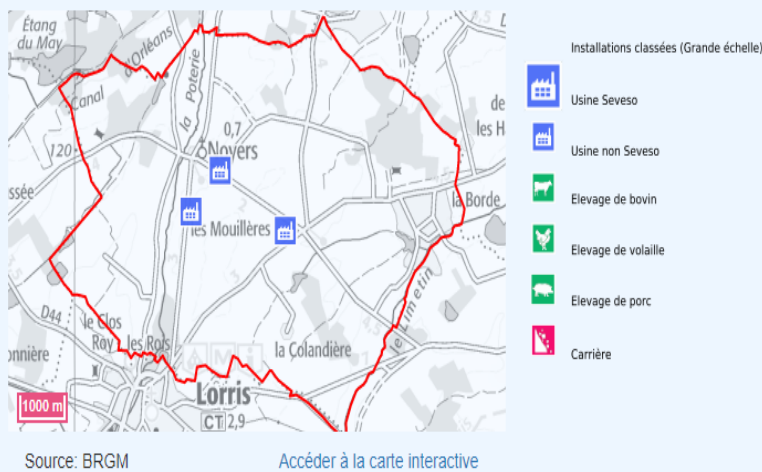 Étang
du May
d'Orléans
Canal
la Poterie
de
les H
0,7
120
Noyers
ssée
la Borde
les Mouillères
le Limetin
D44
le Clos
Roy
les Rois
4,5
onnière
la Colandière
1
Lorris
CT 2,9
1000 m
Installations classées (Grande échelle)
Usine Seveso
Usine non Seveso
Elevage de bovin
Elevage de volaille
Elevage de porc
Carrière
Source: BRGM
Accéder à la carte interactive